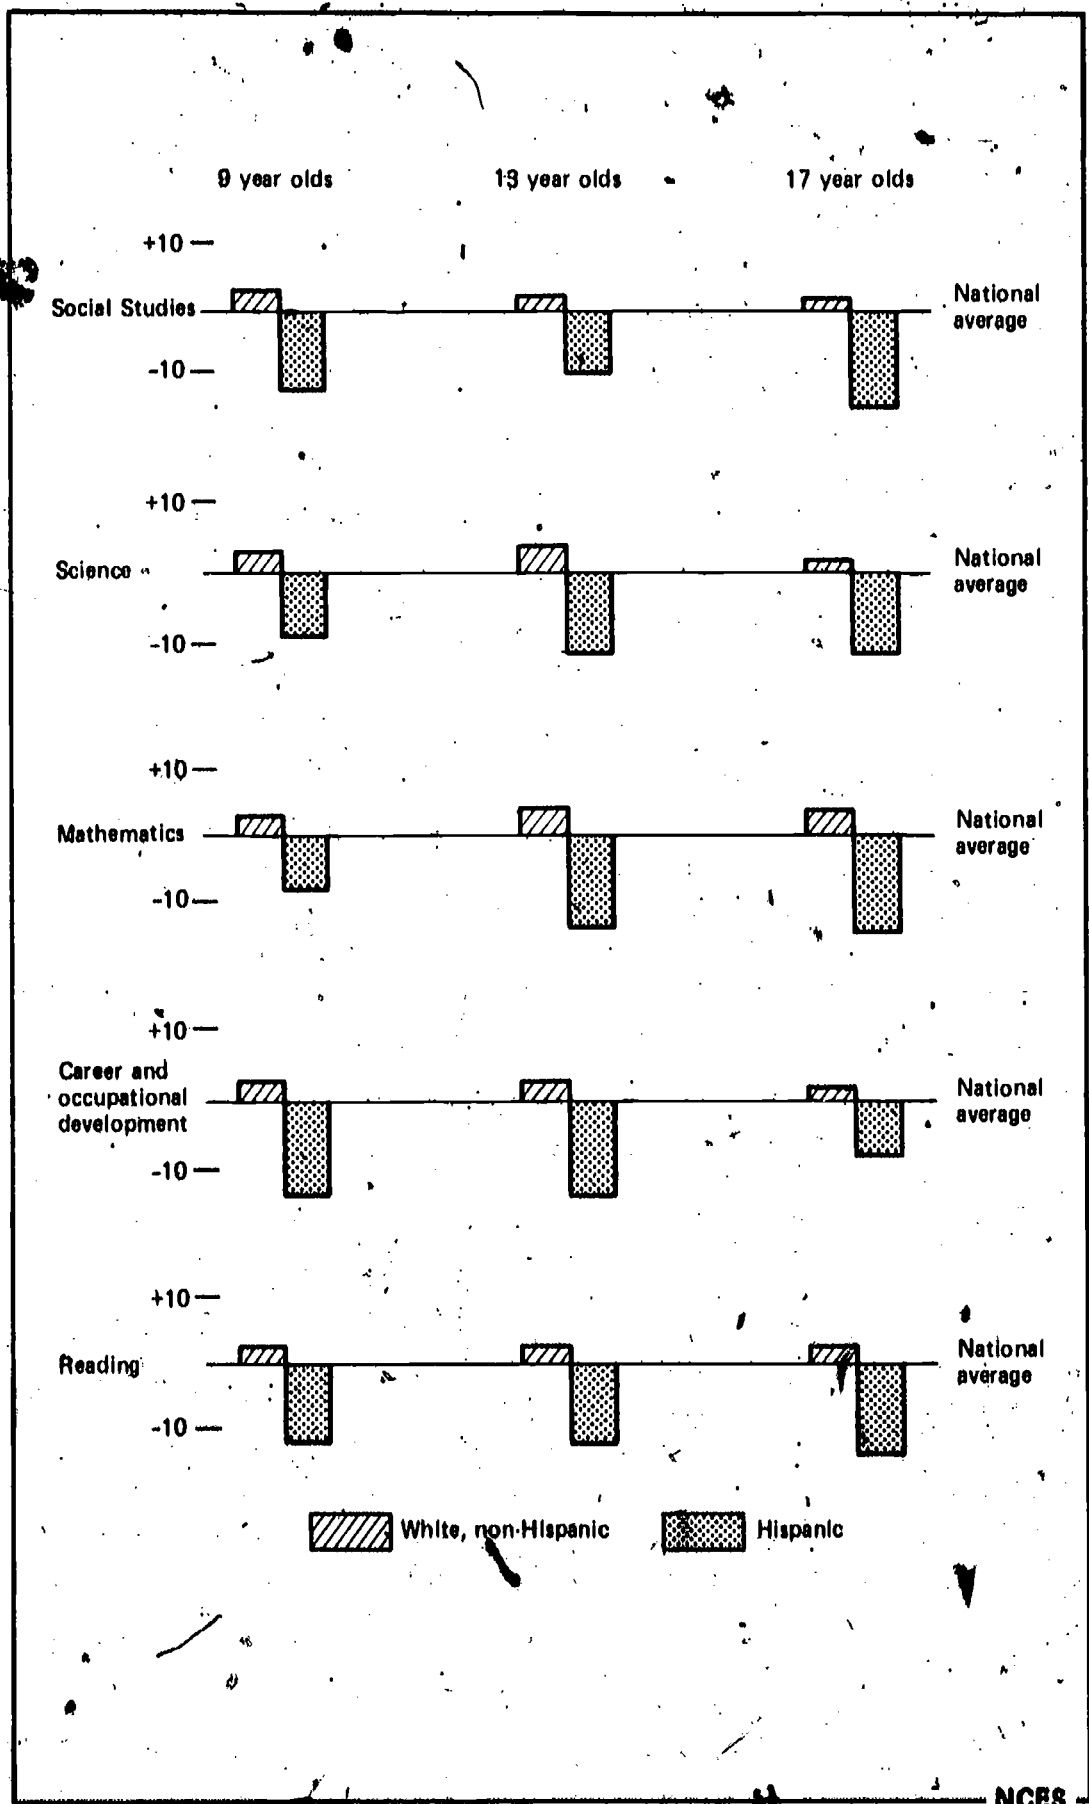 9 year olds 13 year olds 17 year olds
+10
Social Studies
National
average
-10
+10
Science
National
average
-10
+10
Mathematics
National
average
-10
+10
Career and
occupational
development
National
average
-10
+10
Reading
National
average
-10
White, non-Hispanic Hispanic
NCES